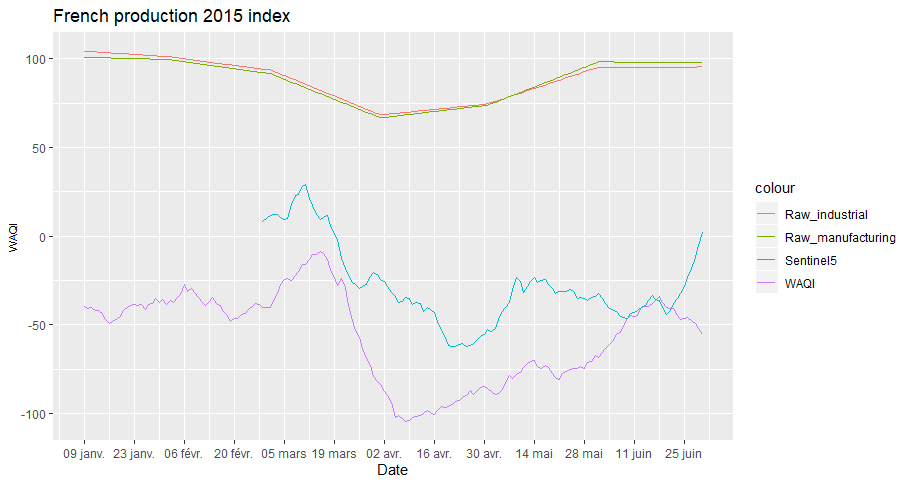 French production 2015 index
100
50
0
-50
-100
WAQI
09 janv. 23 janv. 06 févr. 20 févr. 05 mars 19 mars 02 avr. 16 avr. 30 avr. 14 mai 28 mai 11 juin 25 juin
Date
colour
Raw_industrial
Raw_manufacturing
Sentinel5
WAQI